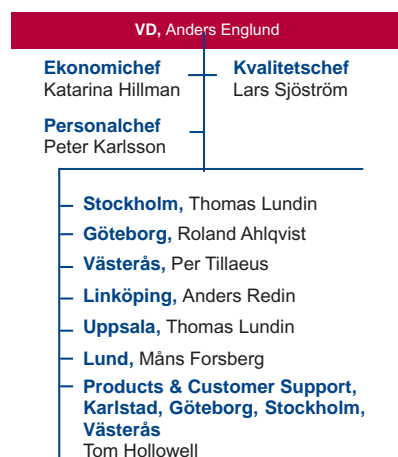 VD, Anders Englund
Ekonomichef
Katarina Hillman
Kvalitetschef
Lars Sjöström
Personalchef
Peter Karlsson
Stockholm, Thomas Lundin
Göteborg, Roland Ahlqvist
Västerås, Per Tillaeus
Linköping, Anders Redin
Uppsala, Thomas Lundin
Lund, Måns Forsberg
Products & Customer Support,
Karlstad, Göteborg, Stockholm,
Västerås
Tom Hollowell